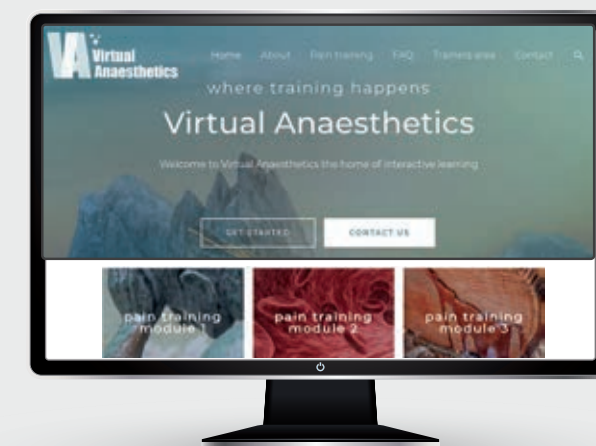 VA Virtual
Anaesthetics
Home About Pain training FAQ Trainers area Contact
where training happens
Virtual Anaesthetics
Welcome to Virtual Anaesthetics the home of interactive learning
GET STARTED CONTACT US
pain training
module 1
pain training
module 2
pain training
module 3